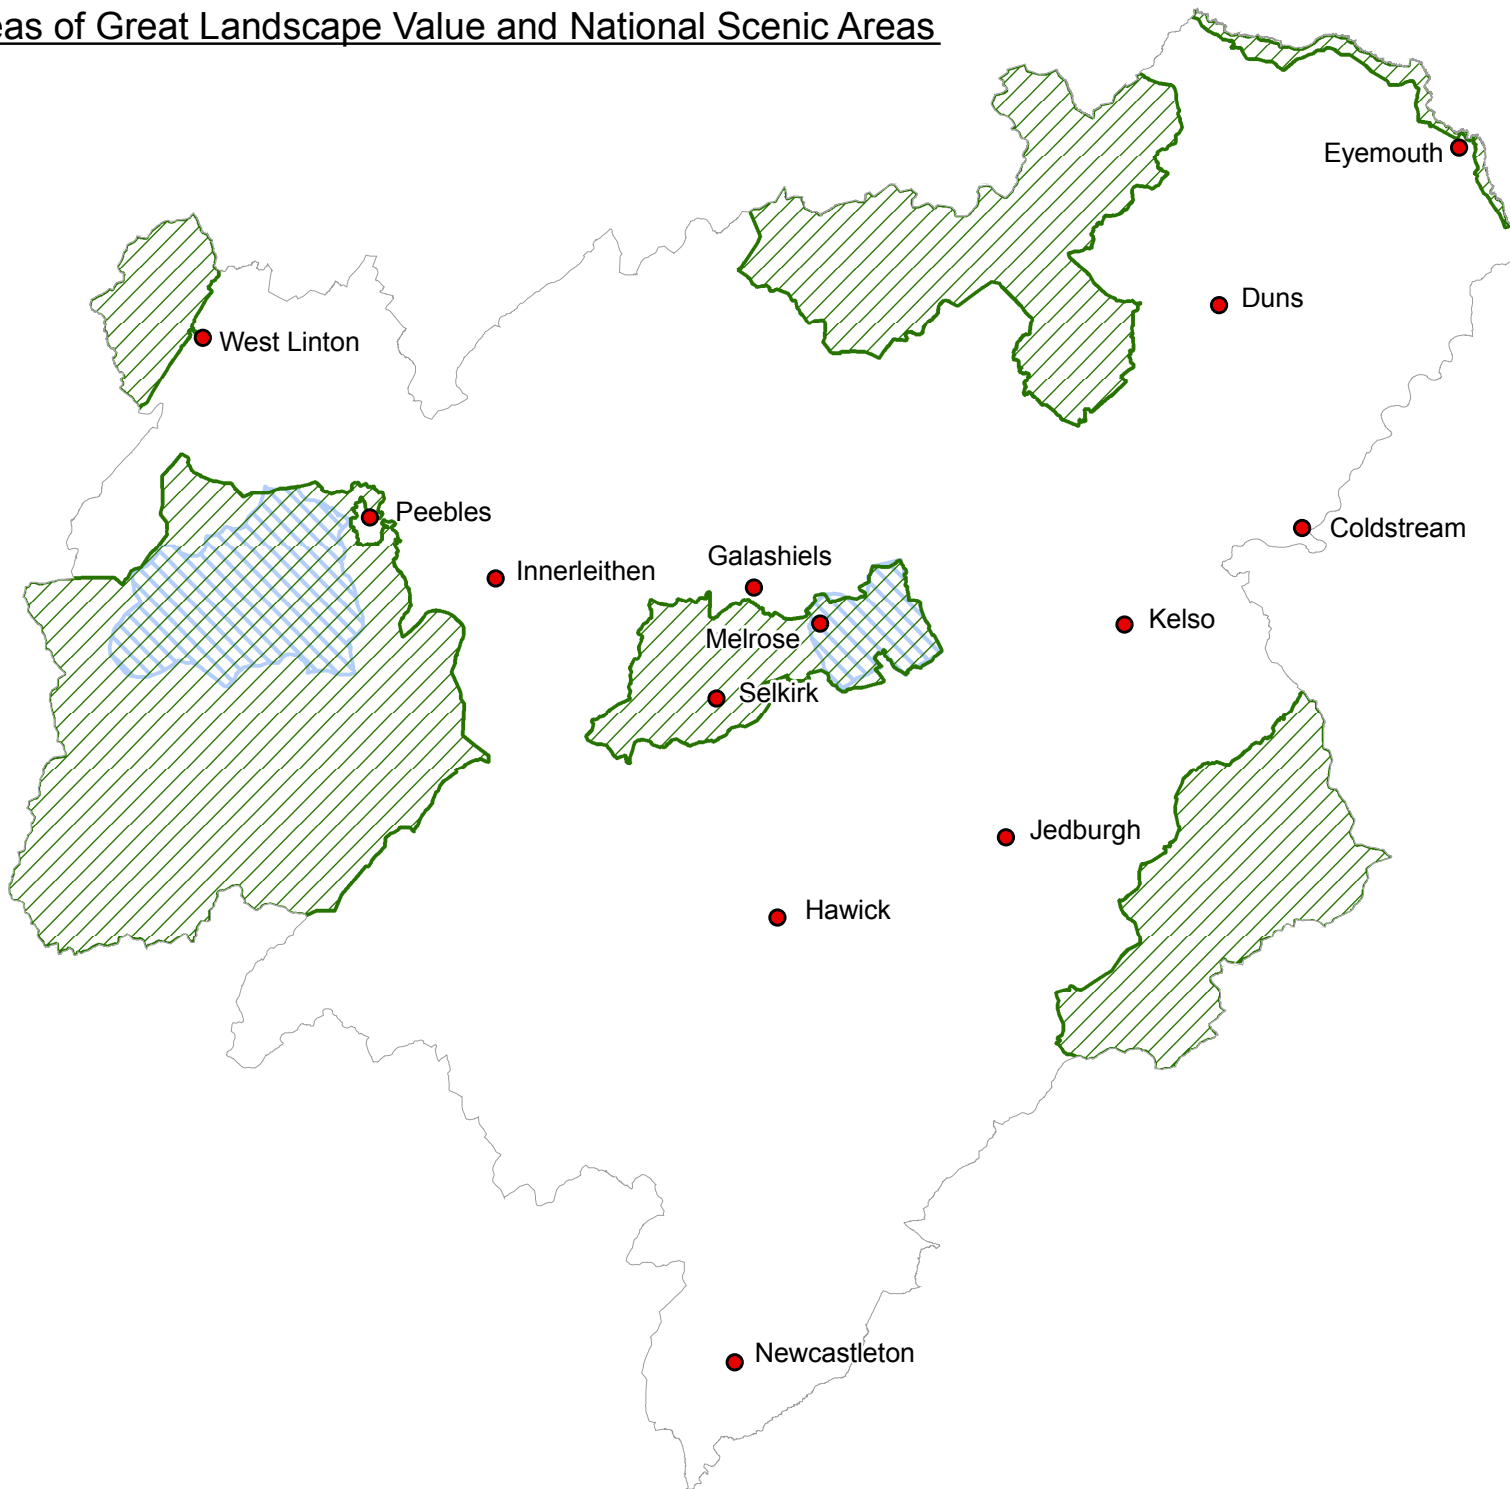 eas of Great Landscape Value and National Scenic Areas
Eyemouth
Duns
West Linton
Peebles
Coldstream
Galashiels
Innerleithen
Kelso
Melrose
Selkirk
Jedburgh
Hawick
Newcastleton